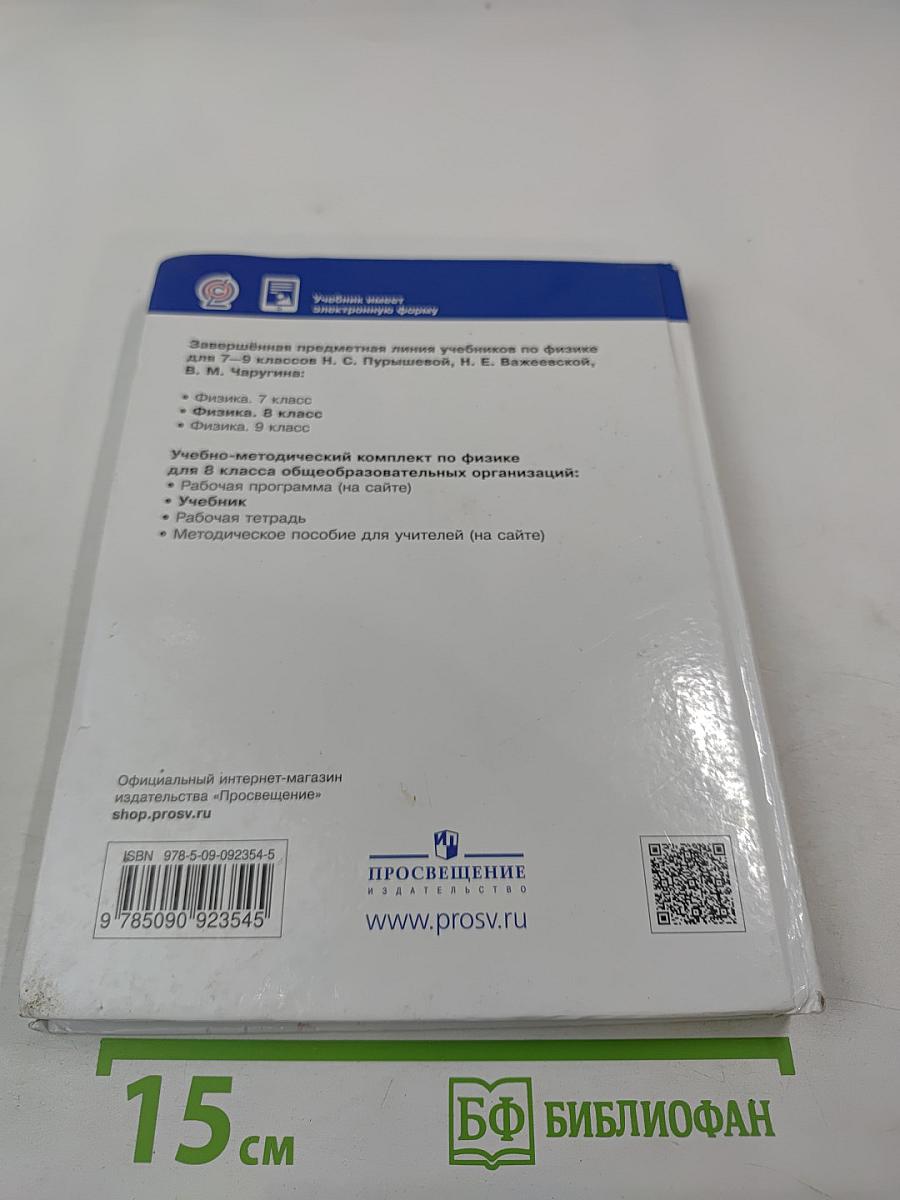 Учебник имеет
электронную форму
Завершённая предметная линия учебников по физике
для 7—9 классов Н. С. Пурышевой, Н. Е. Важеевской,
В. М. Чаругина:
• Физика. 7 класс
• Физика. 8 класс
• Физика. 9 класс
Учебно-методический комплект по физике
для 8 класса общеобразовательных организаций:
• Рабочая программа (на сайте)
• Учебник
• Рабочая тетрадь
• Методическое пособие для учителей (на сайте)
Официальный интернет-магазин
издательства «Просвещение»
shop.prosv.ru
ISBN 978-5-09-092354-5
9 785090 923545
ИП
ПРОСВЕЩЕНИЕ
ИЗДАТЕЛЬСТВО
www.prosv.ru
15 см
БФ БИБЛИОФАН